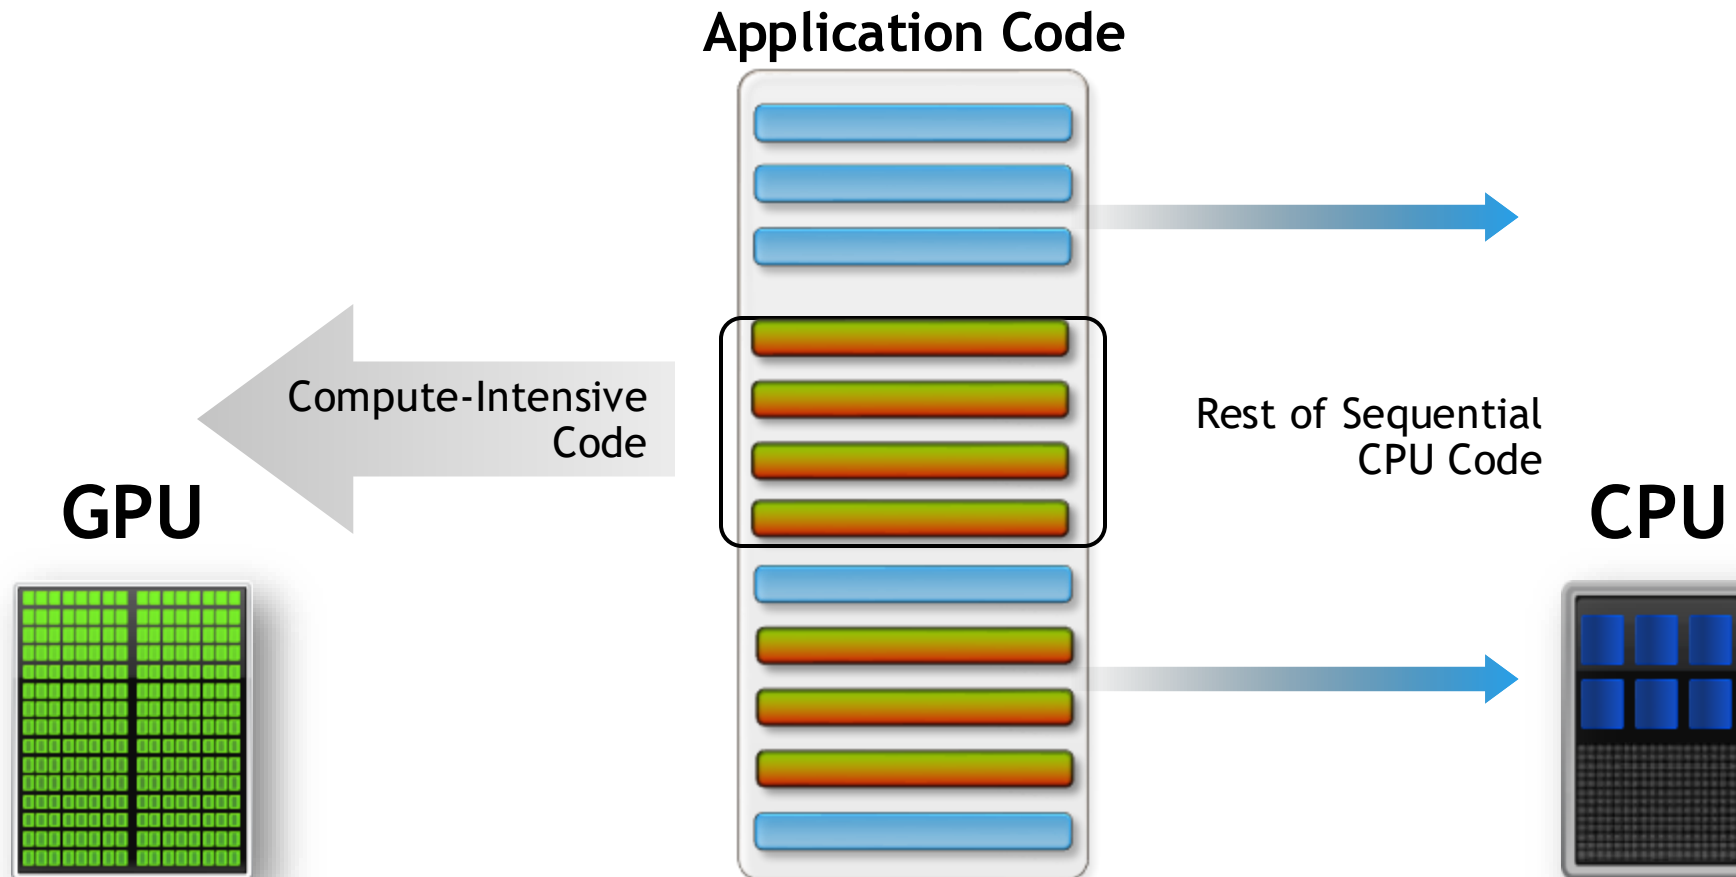 Application Code
Compute-Intensive
Code
Rest of Sequential
CPU Code
GPU
CPU